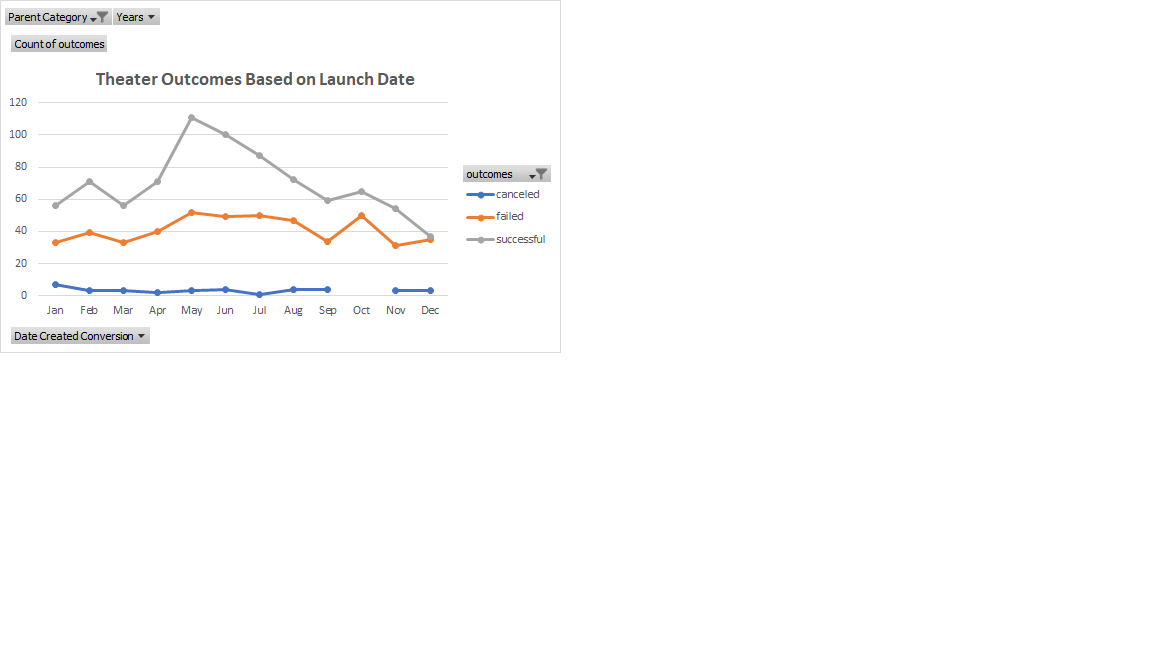 Parent Category Years
Count of outcomes
Theater Outcomes Based on Launch Date
120
100
80
60
40
20
0
Jan Feb Mar Apr May Jun Jul Aug Sep Oct Nov Dec
outcomes
canceled
failed
successful
Date Created Conversion